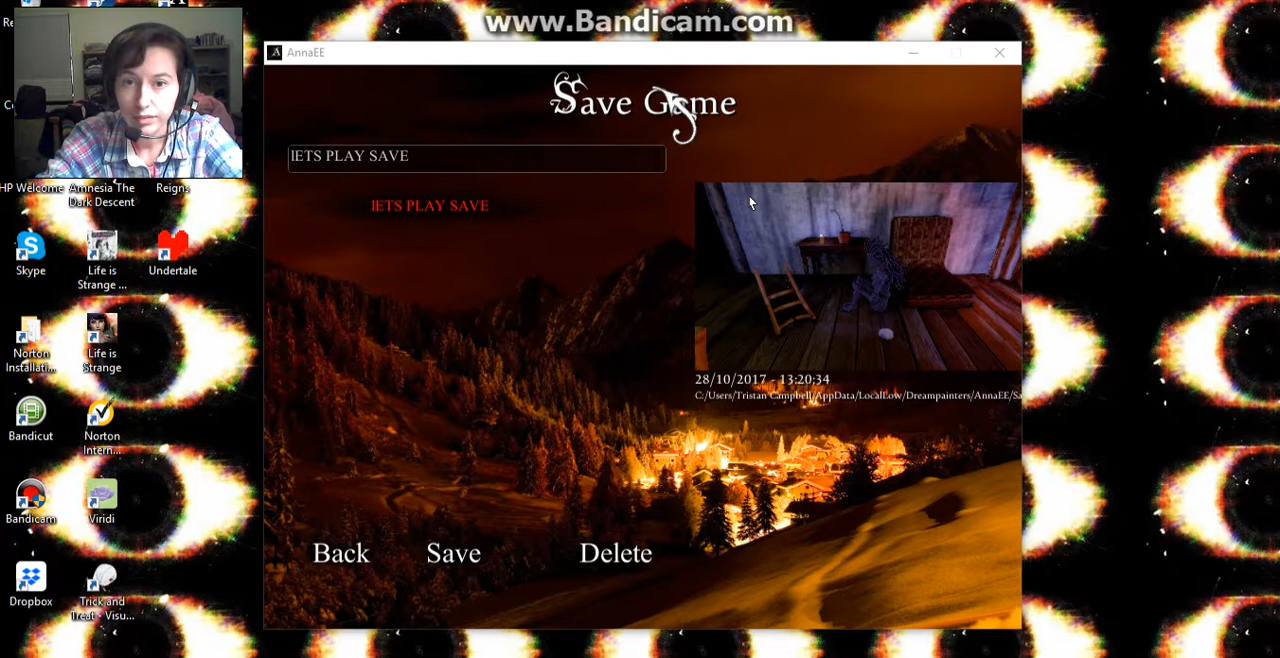 www.Bandicam.com
AnnaEE
Save Game
lETS PLAY SAVE
lETS PLAY SAVE
28/10/2017 - 13:20:34
C:/Users/Tristan Campbell/AppData/LocalLow/Dreampainters/AnnaEE/Sa
Back Save Delete
HP Welcome
Amnesia The
Dark Descent
Reigns
Skype
Life is
Strange ...
Undertale
Norton
Installati...
Life is
Strange
Bandicut
Norton
Intern...
Bandicam
Viridi
Dropbox
Trick and
Treat - Visu...